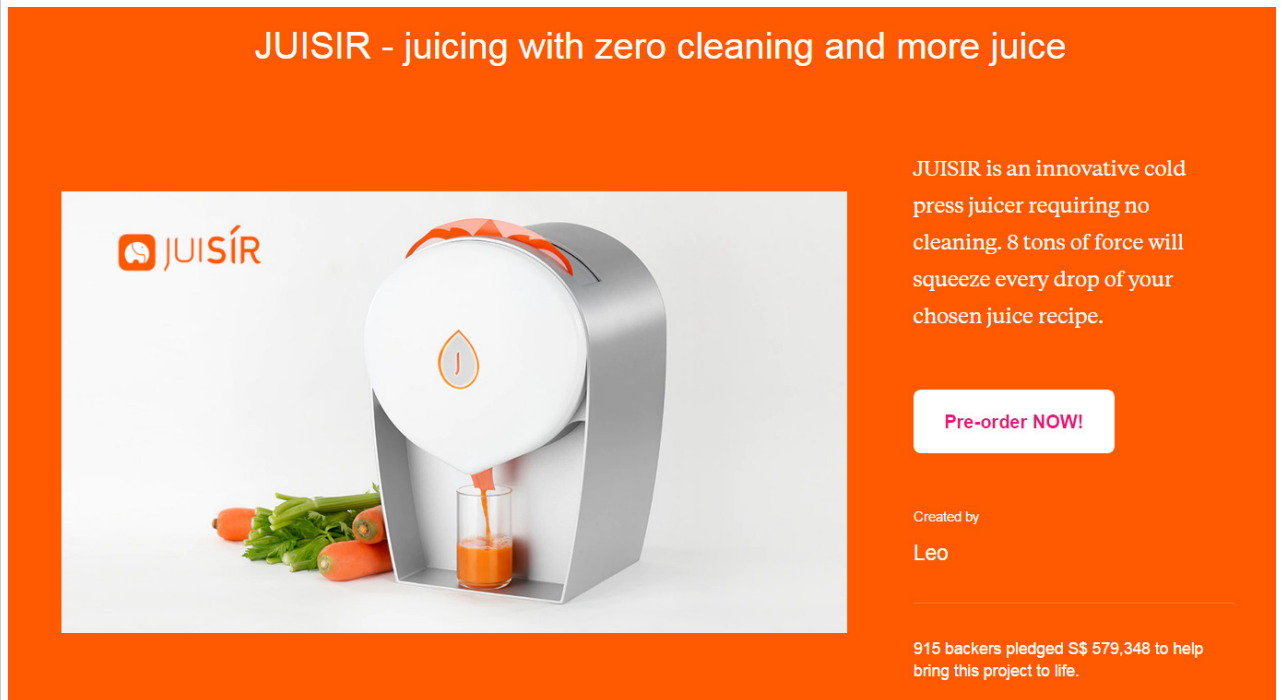 JUISIR - juicing with zero cleaning and more juice
JUISÍR
J
JUISIR is an innovative cold
press juicer requiring no
cleaning. 8 tons of force will
squeeze every drop of your
chosen juice recipe.
Pre-order NOW!
Created by
Leo
915 backers pledged S$ 579,348 to help
bring this project to life.